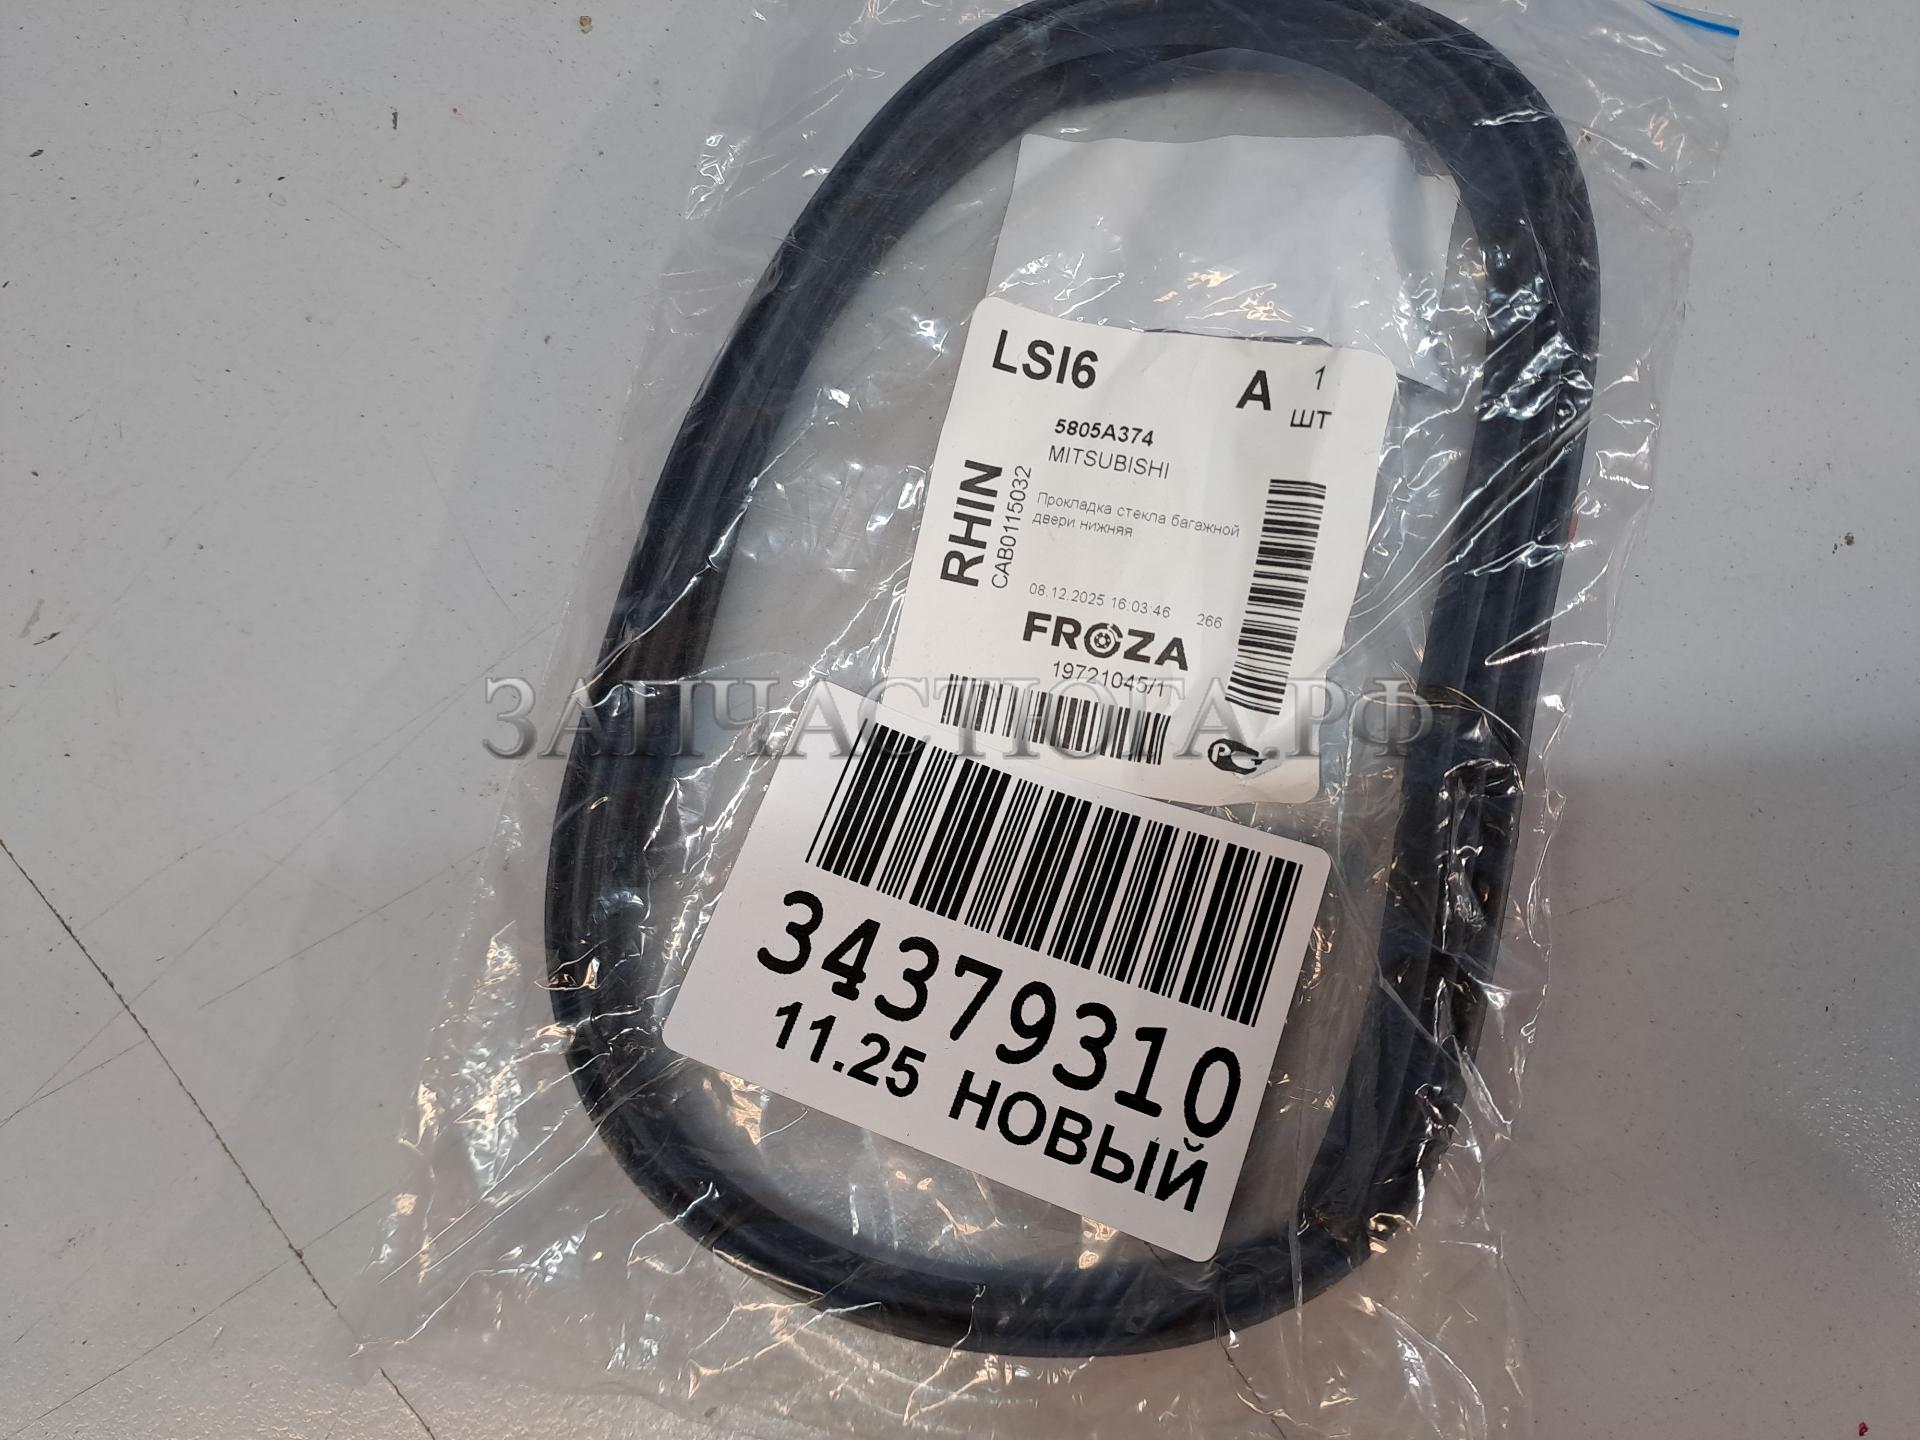 LSI6
A
1
ШТ
5805A374
MITSUBISHI
RHIN
CAB0115032
Прокладка стекла багажной
двери нижняя
08.12.2025 16:03:46 266
FROZA
19721045/1
ЗАПЧАСТЮГА.РФ
34379310
11.25 НОВЫЙ